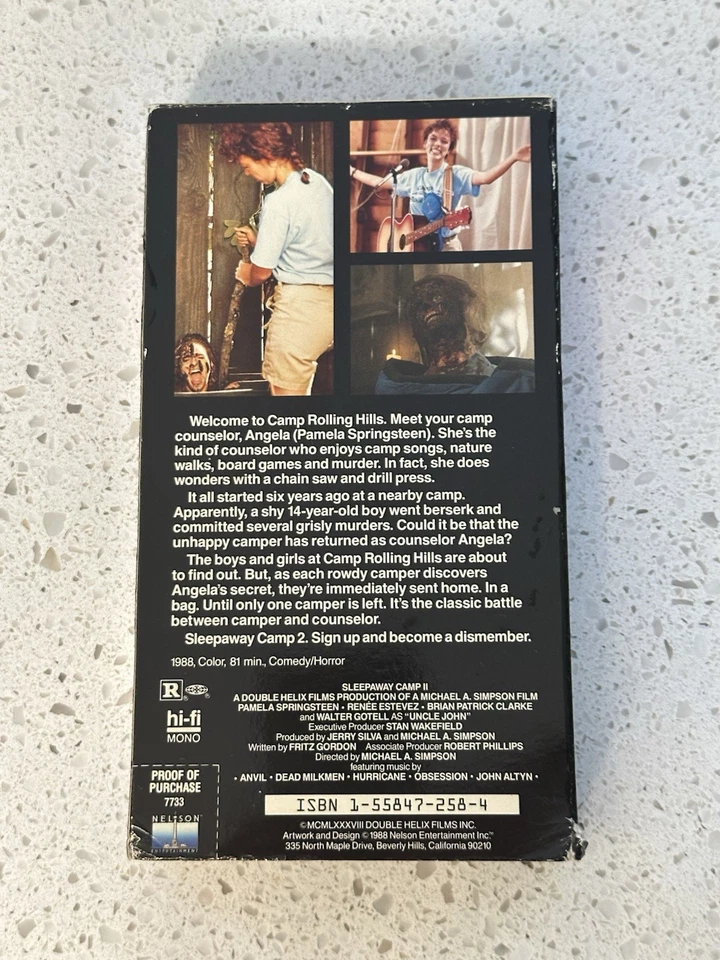 Welcome to Camp Rolling Hills. Meet your camp
counselor, Angela (Pamela Springsteen). She's the
kind of counselor who enjoys camp songs, nature
walks, board games and murder. In fact, she does
wonders with a chain saw and drill press.
It all started six years ago at a nearby camp.
Apparently, a shy 14-year-old boy went berserk and
committed several grisly murders. Could it be that the
unhappy camper has returned as counselor Angela?
The boys and girls at Camp Rolling Hills are about
to find out. But, as each rowdy camper discovers
Angela's secret, they're immediately sent home. In a
bag. Until only one camper is left. It's the classic battle
between camper and counselor.
Sleepaway Camp 2. Sign up and become a dismember.
1988, Color, 81 min., Comedy/Horror
R
hi-fi
MONO
SLEEPAWAY CAMP II
A DOUBLE HELIX FILMS PRODUCTION OF A MICHAEL A. SIMPSON FILM
PAMELA SPRINGSTEEN • RENÉE ESTEVEZ • BRIAN PATRICK CLARKE
and WALTER GOTELL AS "UNCLE JOHN"
Executive Producer STAN WAKEFIELD
Produced by JERRY SILVA and MICHAEL A. SIMPSON
Written by FRITZ GORDON Associate Producer ROBERT PHILLIPS
Directed by MICHAEL A. SIMPSON
featuring music by
• ANVIL • DEAD MILKMEN • HURRICANE • OBSESSION • JOHN ALTYN •
PROOF OF
PURCHASE
7733
NELSON
ENTERTAINMENT
ISBN 1-55847-258-4
©MCMLXXXVIII DOUBLE HELIX FILMS INC.
Artwork and Design ©1988 Nelson Entertainment Inc.™
335 North Maple Drive, Beverly Hills, California 90210